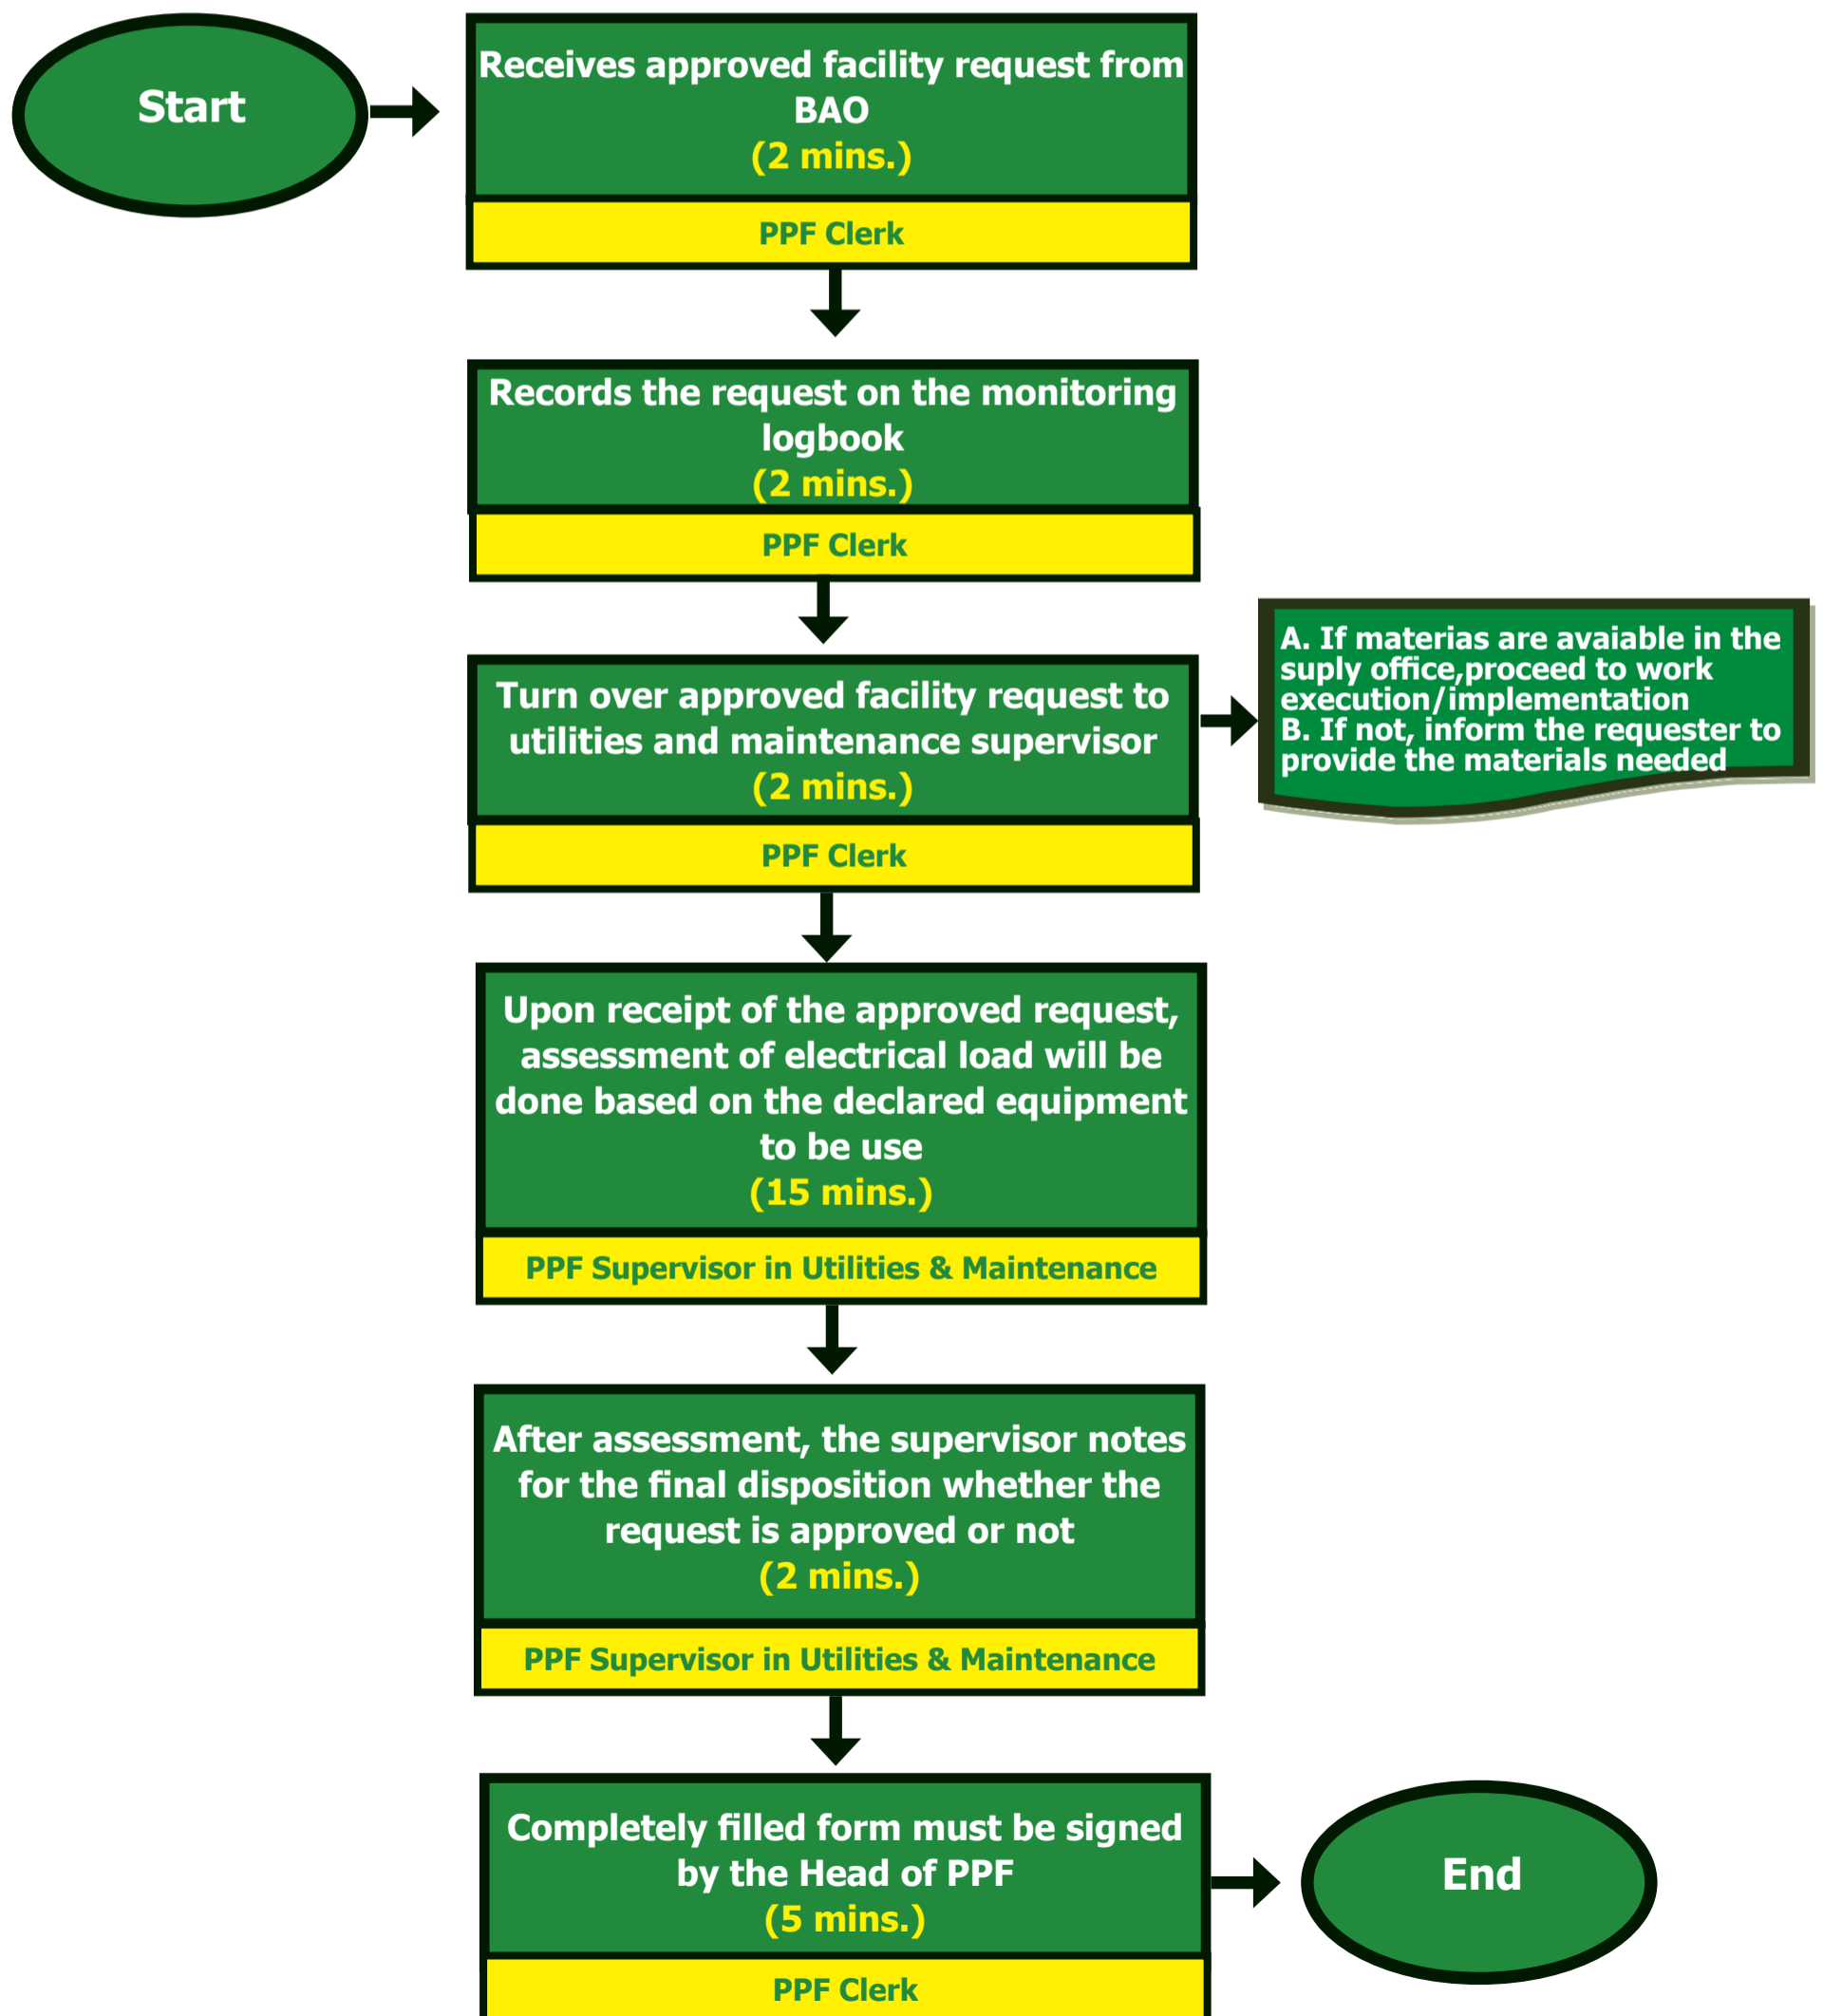 Start
Receives approved facility request from
BAO
(2 mins.)
PPF Clerk
Records the request on the monitoring
logbook
(2 mins.)
PPF Clerk
Turn over approved facility request to
utilities and maintenance supervisor
(2 mins.)
PPF Clerk
A. If materias are avaiable in the
suply office,proceed to work
execution/implementation
B. If not, inform the requester to
provide the materials needed
Upon receipt of the approved request,
assessment of electrical load will be
done based on the declared equipment
to be use
(15 mins.)
PPF Supervisor in Utilities & Maintenance
After assessment, the supervisor notes
for the final disposition whether the
request is approved or not
(2 mins.)
PPF Supervisor in Utilities & Maintenance
Completely filled form must be signed
by the Head of PPF
(5 mins.)
PPF Clerk
End